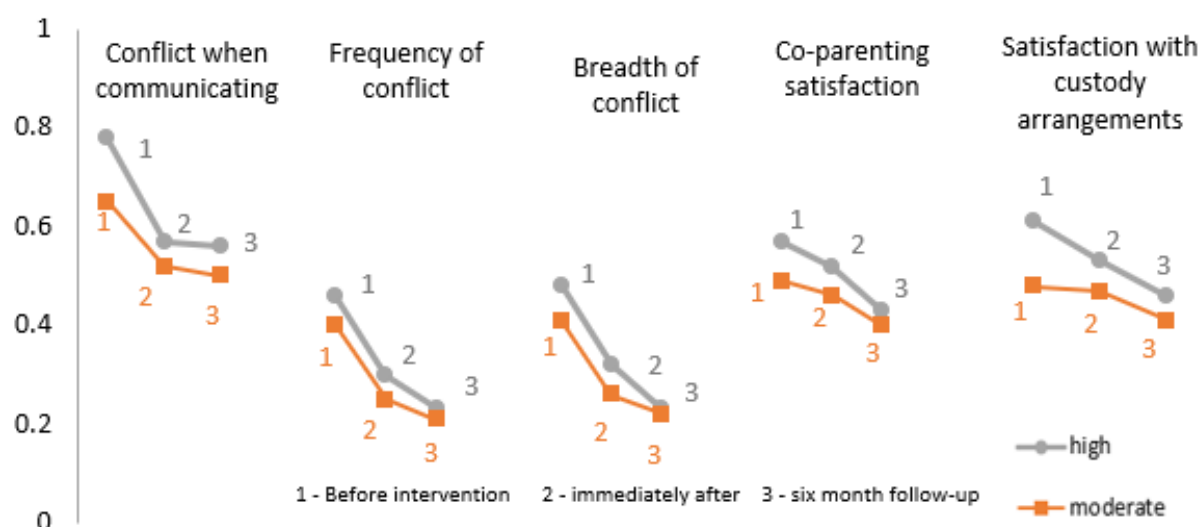 1
0.8
0.6
0.4
0.2
0
Conflict when
communicating
1
2
3
1
2
3
Frequency of
conflict
1
2
3
1
2
3
Breadth of
conflict
1
2
3
1
2
3
Co-parenting
satisfaction
1
2
3
1
2
3
Satisfaction with
custody
arrangements
1
2
3
1
2
3
1 - Before intervention
2 - immediately after
3 - six month follow-up
high
moderate